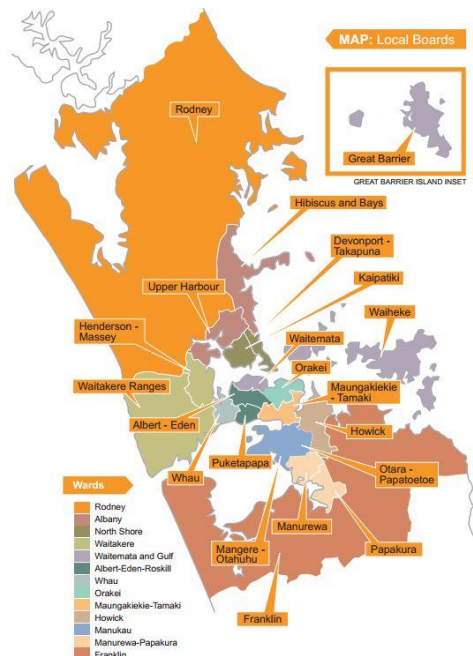 MAP: Local Boards
Rodney
Great Barrier
GREAT BARRIER ISLAND INSET
Hibiscus and Bays
Devonport -
Takapuna
Kaipatiki
Upper Harbour
Waiheke
Henderson -
Massey
Waitemata
Orakei
Waitakere Ranges
Maungakiekie
- Tamaki
Albert - Eden
Howick
Puketapapa
Whau
Otara -
Papatoetoe
Manurewa
Mangere -
Otahuhu
Papakura
Franklin
Wards
Rodney
Albany
North Shore
Waitakere
Waitemata and Gulf
Albert-Eden-Roskill
Whau
Orakei
Maungakiekie-Tamaki
Howick
Manukau
Manurewa-Papakura
Franklin